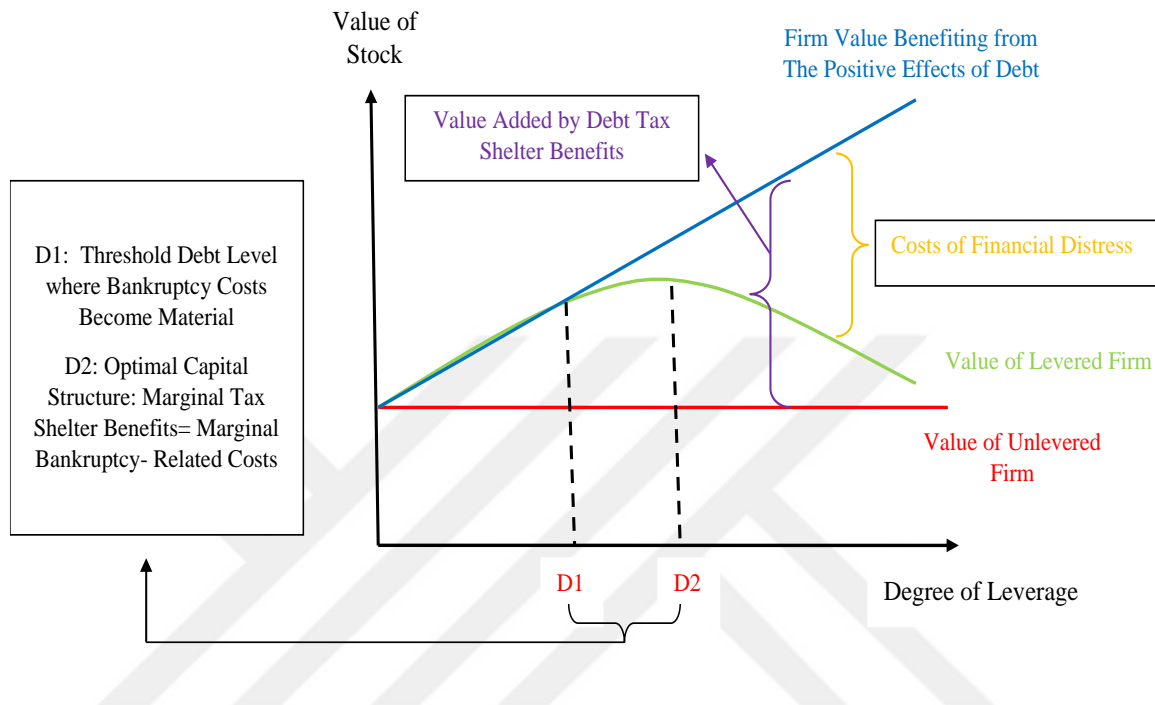 Value of
Stock
Firm Value Benefiting from
The Positive Effects of Debt
Value Added by Debt Tax
Shelter Benefits
D1:  Threshold Debt Level
where Bankruptcy Costs
Become Material
D2: Optimal Capital
Structure: Marginal Tax
Shelter Benefits= Marginal
Bankruptcy- Related Costs
Costs of Financial Distress
Value of Levered Firm
Value of Unlevered
Firm
D1
D2
Degree of Leverage